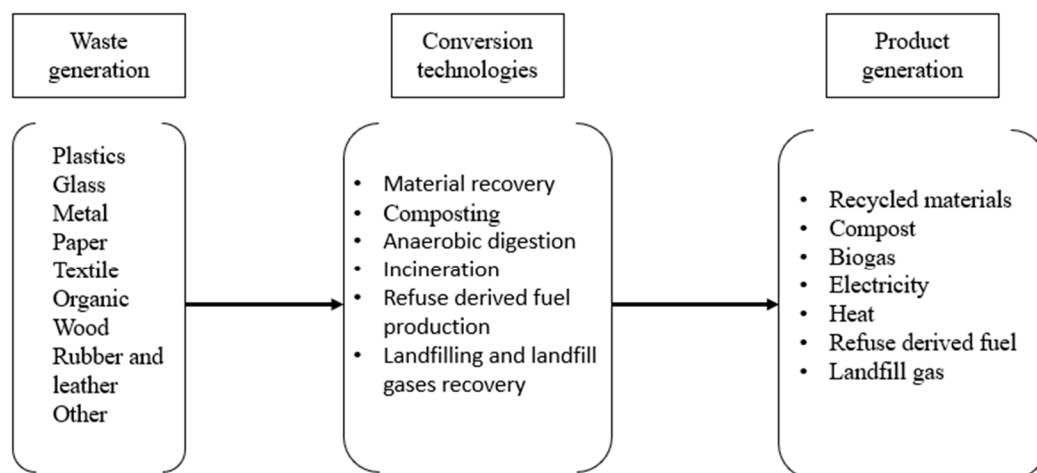 Waste
generation
Conversion
technologies
Product
generation
Plastics
Glass
Metal
Paper
Textile
Organic
Wood
Rubber and
leather
Other
• Material recovery
• Composting
• Anaerobic digestion
• Incineration
• Refuse derived fuel
production
• Landfilling and landfill
gases recovery
• Recycled materials
• Compost
• Biogas
• Electricity
• Heat
• Refuse derived fuel
• Landfill gas